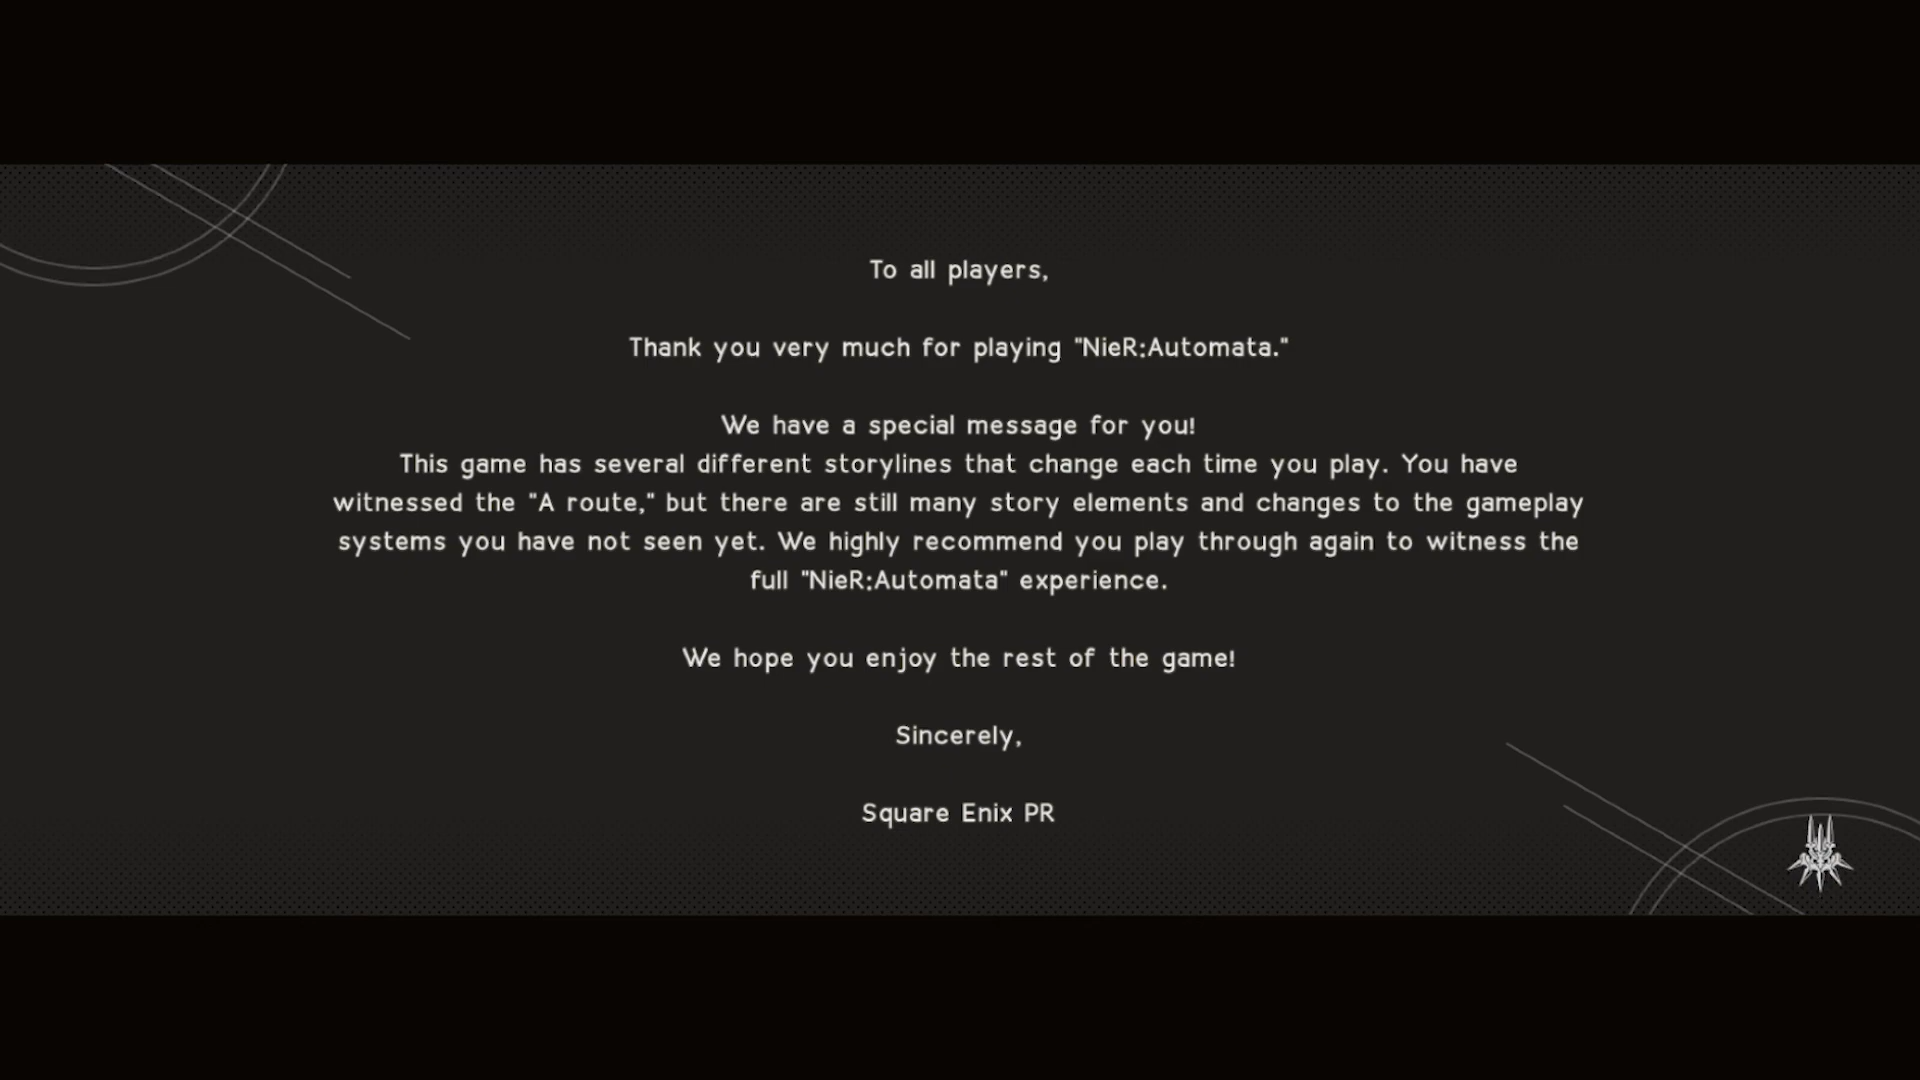 To all players,
Thank you very much for playing "NieR:Automata."
We have a special message for you!
This game has several different storylines that change each time you play. You have
witnessed the "A route," but there are still many story elements and changes to the gameplay
systems you have not seen yet. We highly recommend you play through again to witness the
full "NieR:Automata" experience.
We hope you enjoy the rest of the game!
Sincerely,
Square Enix PR